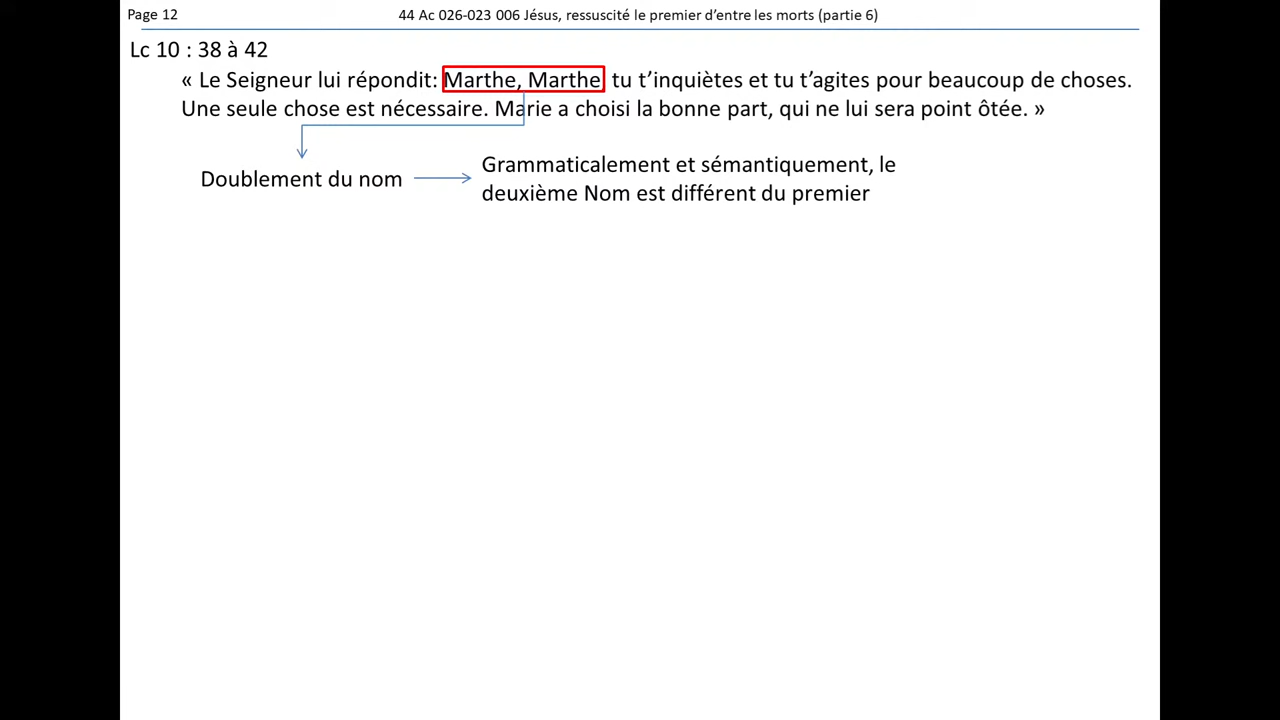 Page 12
44 Ac 026-023 006 Jésus, ressuscité le premier d’entre les morts (partie 6)
Lc 10 : 38 à 42
« Le Seigneur lui répondit: Marthe, Marthe, tu t’inquiètes et tu t’agites pour beaucoup de choses.
Une seule chose est nécessaire. Marie a choisi la bonne part, qui ne lui sera point ôtée. »
Doublement du nom
Grammaticalement et sémantiquement, le
deuxième Nom est différent du premier